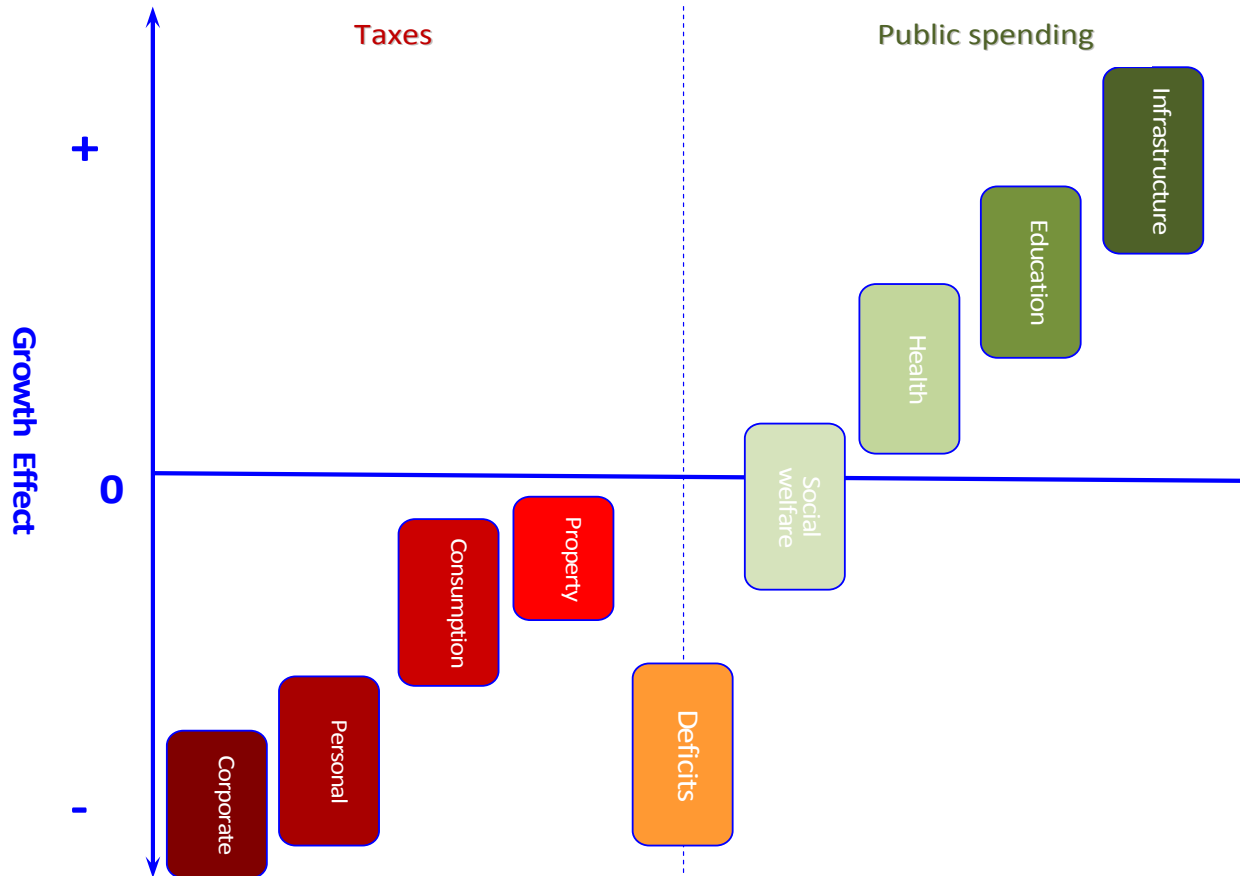 Taxes
Public spending
+
Growth Effect
0
-
Corporate
Personal
Consumption
Property
Deficits
Social
welfare
Health
Education
Infrastructure